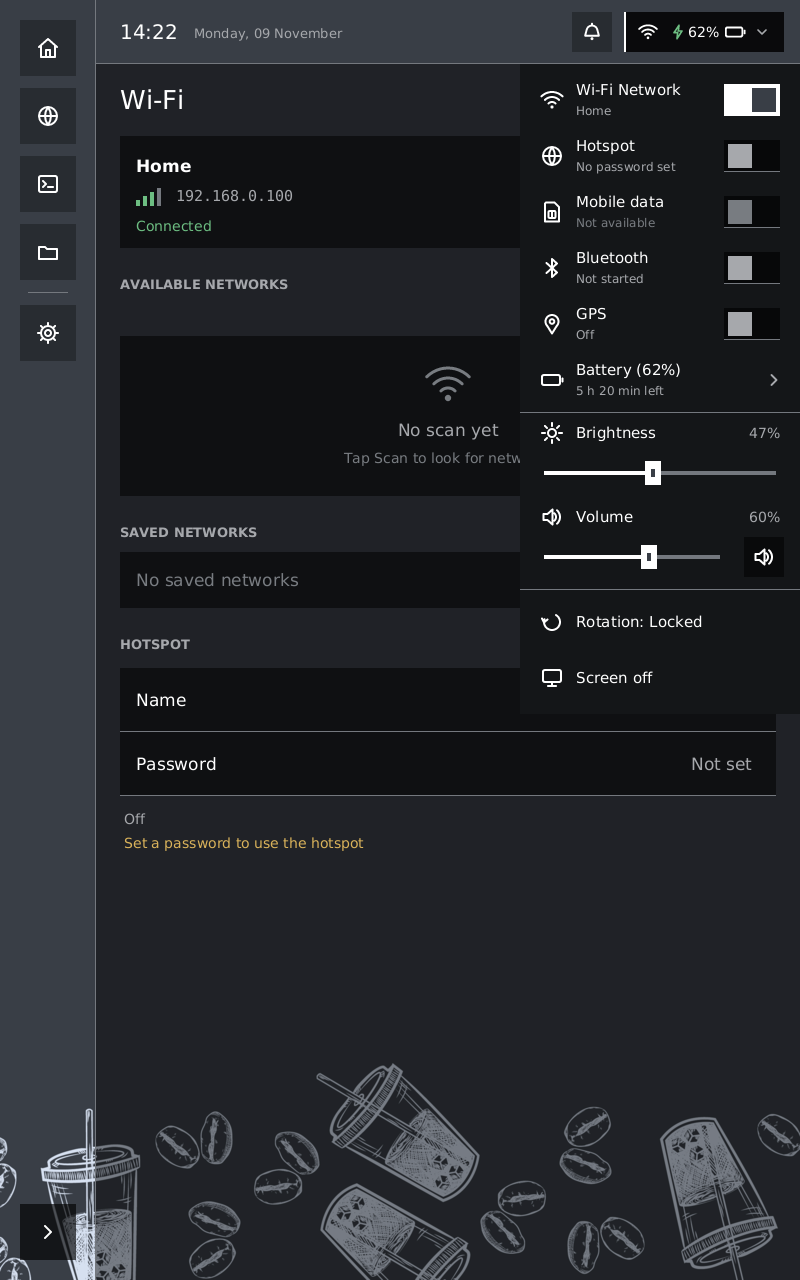 14:22 Monday, 09 November
62%
Wi-Fi
Home
192.168.0.100
Connected
AVAILABLE NETWORKS
No scan yet
Tap Scan to look for netw
SAVED NETWORKS
No saved networks
HOTSPOT
Name
Password Not set
Off
Set a password to use the hotspot
Wi-Fi Network
Home
Hotspot
No password set
Mobile data
Not available
Bluetooth
Not started
GPS
Off
Battery (62%)
5 h 20 min left
Brightness 47%
Volume 60%
Rotation: Locked
Screen off